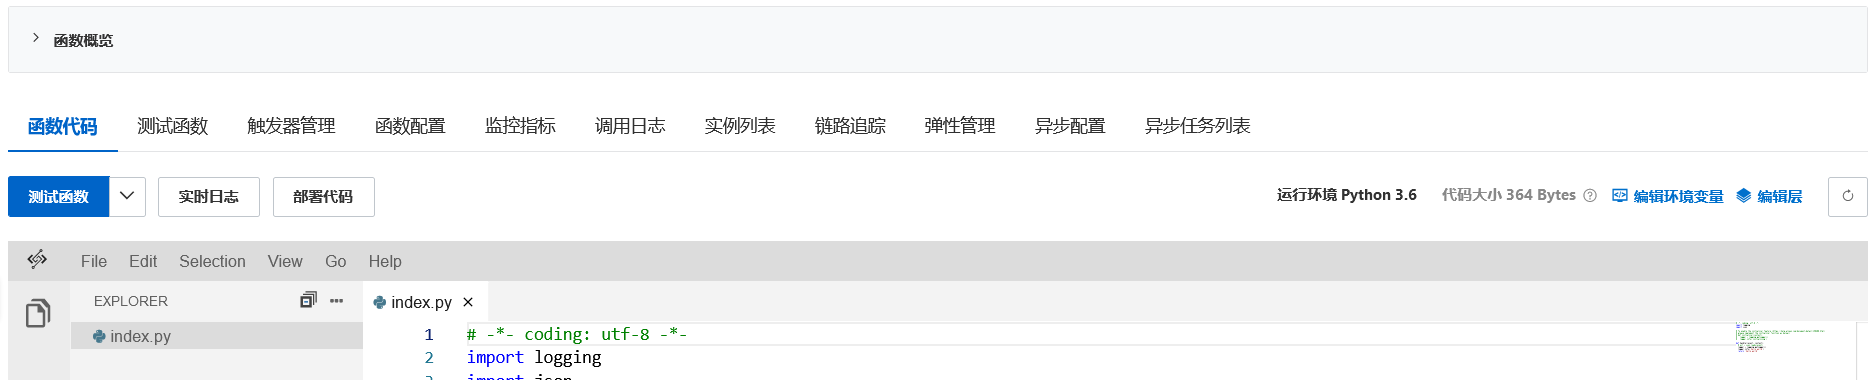 函数概览
函数代码 测试函数 触发器管理 函数配置 监控指标 调用日志 实例列表 链路追踪 弹性管理 异步配置 异步任务列表
测试函数 实时日志 部署代码 运行环境 Python 3.6 代码大小 364 Bytes 编辑环境变量 编辑层
File Edit Selection View Go Help
EXPLORER index.py
index.py
1 # -*- coding: utf-8 -*-
2 import logging
3 import json